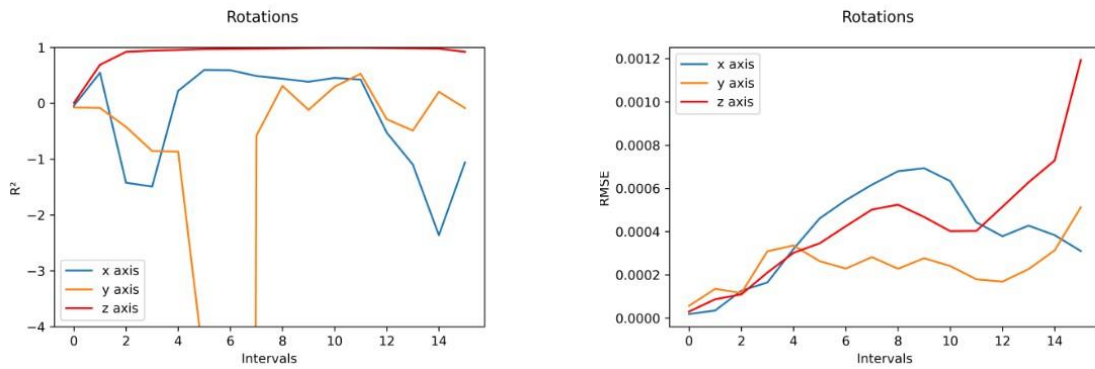 Rotations
1
0
−1
−2
−3
−4
R²
x axis
y axis
z axis
0 2 4 6 8 10 12 14
Intervals
Rotations
0.0012
0.0010
0.0008
0.0006
0.0004
0.0002
0.0000
RMSE
x axis
y axis
z axis
0 2 4 6 8 10 12 14
Intervals